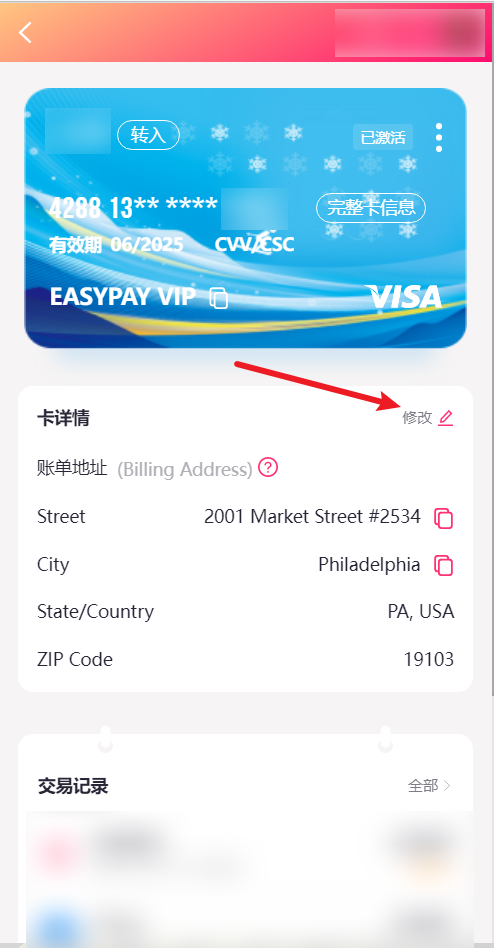 转入 已激活
4288 13** **** 完整卡信息
有效期 06/2025 CVV/CSC
EASYPAY VIP VISA
卡详情 修改
账单地址 (Billing Address) ?
Street 2001 Market Street #2534
City Philadelphia
State/Country PA, USA
ZIP Code 19103
交易记录 全部